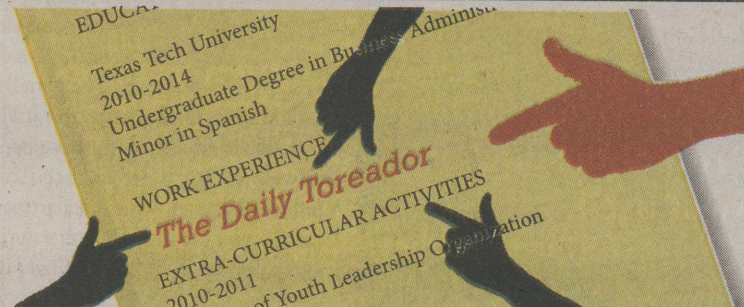 Texas Tech University
2010-2014
Undergraduate Degree in Business
Minor in Spanish
WORK EXPERIENCE
The Daily Toreador
EXTRA-CURRICULAR ACTIVITIES
2010-2011
of Youth Leadership Organization